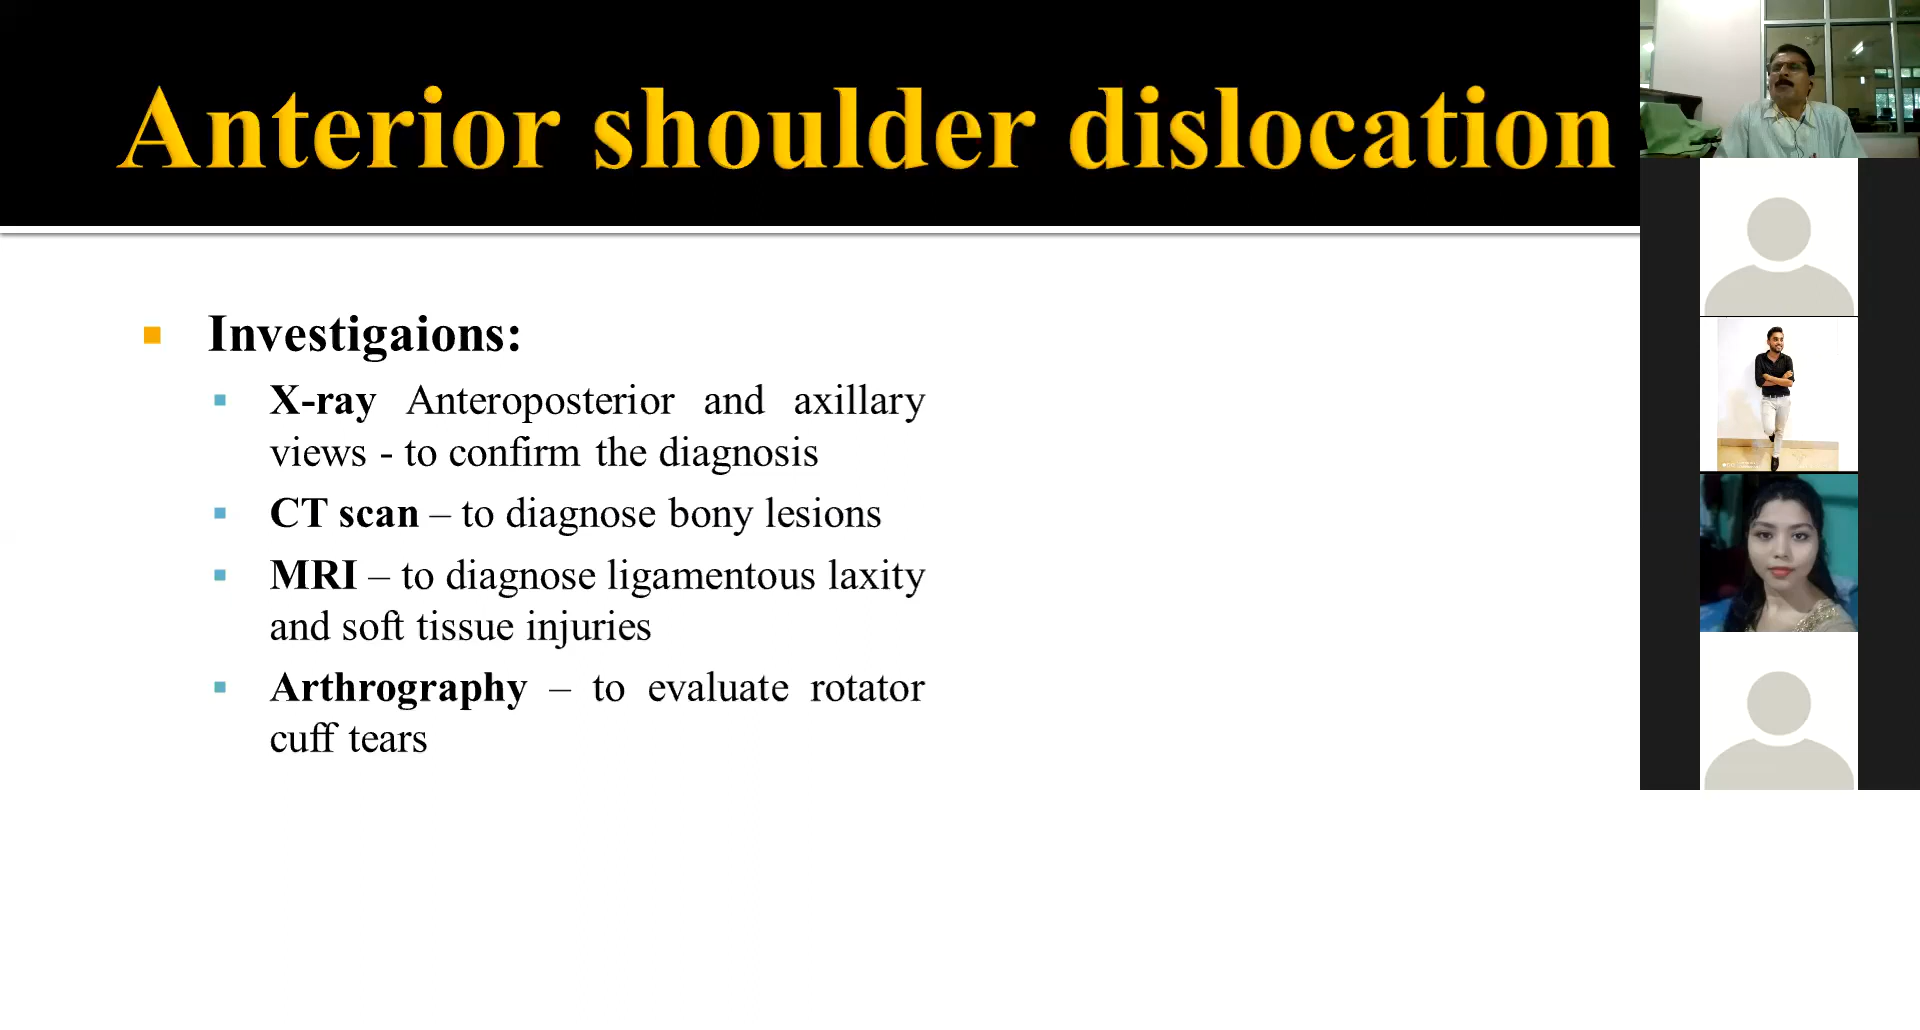 Anterior shoulder dislocation
Investigaions:
X-ray Anteroposterior and axillary
views - to confirm the diagnosis
CT scan – to diagnose bony lesions
MRI – to diagnose ligamentous laxity
and soft tissue injuries
Arthrography – to evaluate rotator
cuff tears